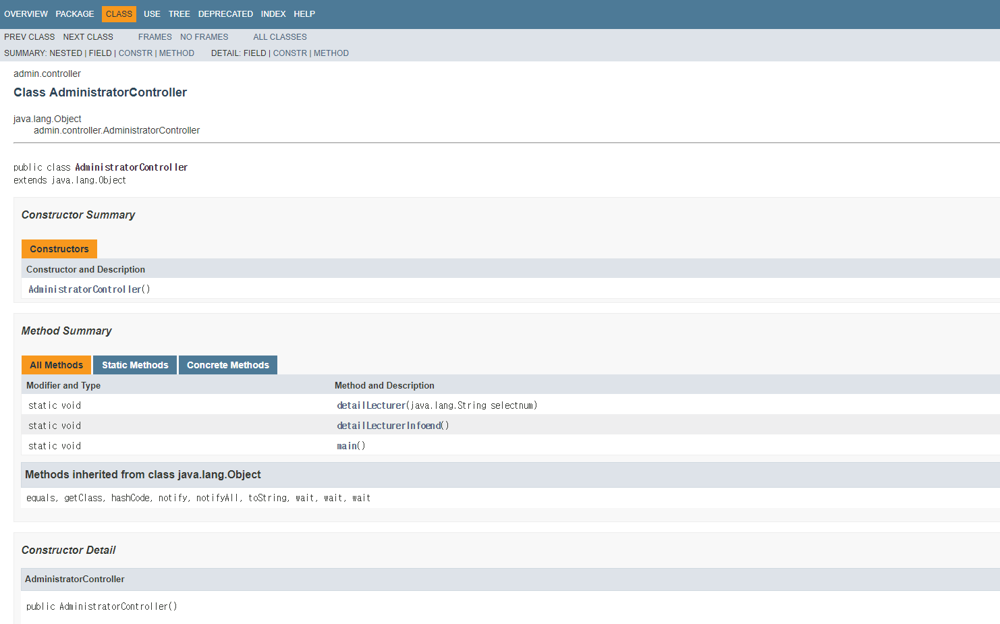 OVERVIEW PACKAGE CLASS USE TREE DEPRECATED INDEX HELP
PREV CLASS NEXT CLASS FRAMES NO FRAMES ALL CLASSES
SUMMARY: NESTED | FIELD | CONSTR | METHOD DETAIL: FIELD | CONSTR | METHOD
admin.controller
Class AdministratorController
java.lang.Object
admin.controller.AdministratorController
public class AdministratorController
extends java.lang.Object
Constructor Summary
Constructors
Constructor and Description
AdministratorController()
Method Summary
All Methods Static Methods Concrete Methods
Modifier and Type Method and Description
static void detailLecturer(java.lang.String selectnum)
static void detailLecturerInfoend()
static void main()
Methods inherited from class java.lang.Object
equals, getClass, hashCode, notify, notifyAll, toString, wait, wait, wait
Constructor Detail
AdministratorController
public AdministratorController()